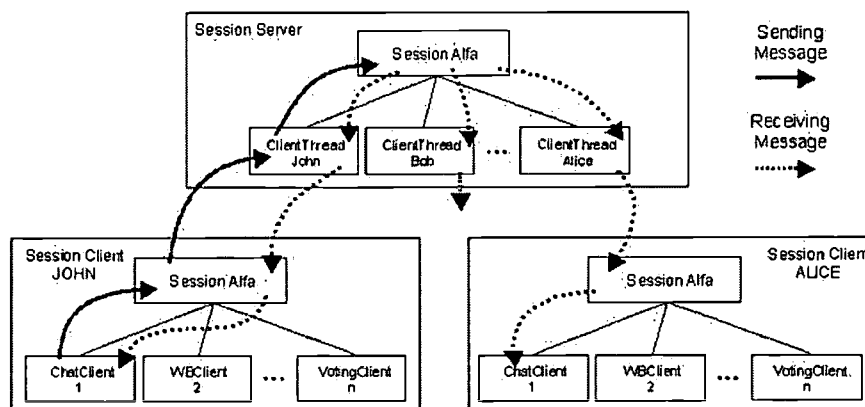 Session Server
Session Alfa
Sending
Message
Receiving
Message
ClientThread
John
ClientThread
Bob
...
ClientThread
Alice
Session Client
JOHN
Session Alfa
ChatClient
1
WBClient
2
...
VotingClient
n
Session Client
ALICE
Session Alfa
ChatClient
1
WBClient
2
...
VotingClient
n